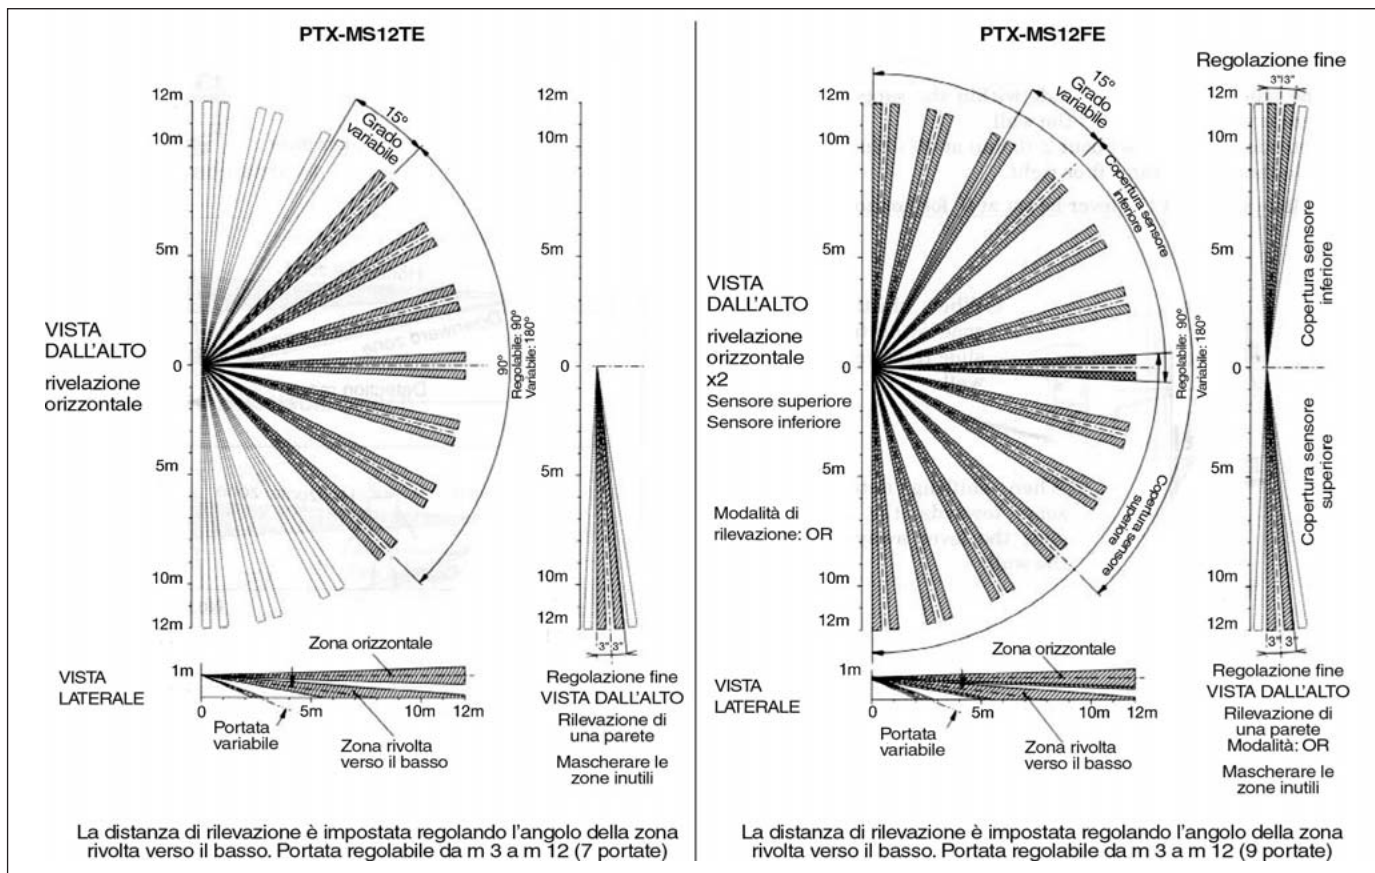 PTX-MS12TE
12m
10m
5m
0
5m
10m
12m
15°
Grado
variabile
90°
Regolabile: 90°
Variabile: 180°
VISTA
DALL'ALTO
rivelazione
orizzontale
12m
10m
5m
0
5m
10m
12m
3"
3"
Regolazione fine
VISTA DALL'ALTO
Rilevazione di
una parete
Mascherare le
zone inutili
VISTA
LATERALE
1m
0
5m
10m
12m
Zona orizzontale
Portata
variabile
Zona rivolta
verso il basso
La distanza di rilevazione è impostata regolando l'angolo della zona
rivolta verso il basso. Portata regolabile da m 3 a m 12 (7 portate)
PTX-MS12FE
12m
10m
5m
0
5m
10m
12m
15°
Grado
variabile
Copertura sensore
inferiore
Regolabile: 90°
Variabile: 180°
Copertura sensore
superiore
VISTA
DALL'ALTO
rivelazione
orizzontale
x2
Sensore superiore
Sensore inferiore
Modalità di
rilevazione: OR
Regolazione fine
3"
3"
12m
10m
5m
0
5m
10m
12m
Copertura sensore
inferiore
Copertura sensore
superiore
3"
3"
Regolazione fine
VISTA DALL'ALTO
Rilevazione di
una parete
Modalità: OR
Mascherare le
zone inutili
VISTA
LATERALE
1m
0
5m
10m
12m
Zona orizzontale
Portata
variabile
Zona rivolta
verso il basso
La distanza di rilevazione è impostata regolando l'angolo della zona
rivolta verso il basso. Portata regolabile da m 3 a m 12 (9 portate)